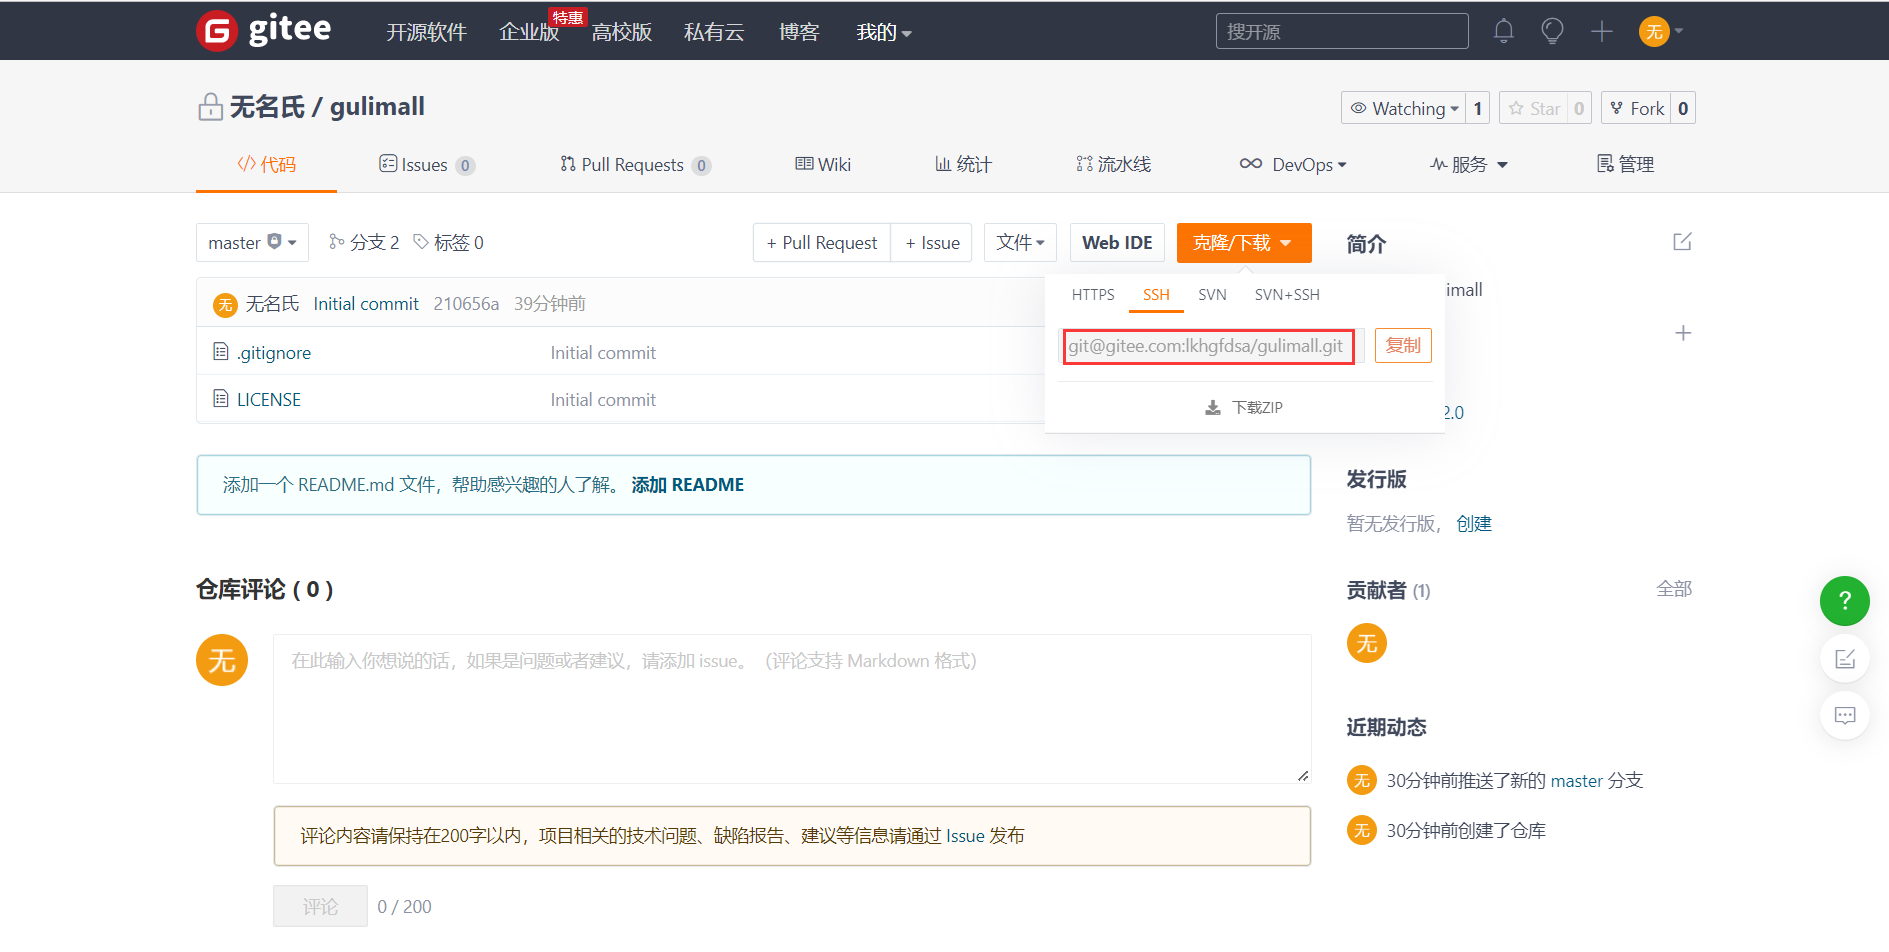 gitee 开源软件 企业版 特惠 高校版 私有云 博客 我的 搜开源 无
无名氏 / gulimall Watching 1 Star 0 Fork 0
代码 Issues 0 Pull Requests 0 Wiki 统计 流水线 DevOps 服务 管理
master 分支 2 标签 0 + Pull Request + Issue 文件 Web IDE 克隆/下载 简介
HTTPS SSH SVN SVN+SSH imall
无 无名氏 Initial commit 210656a 39分钟前
git@gitee.com:lkhgfdsa/gulimall.git 复制
.gitignore Initial commit
LICENSE Initial commit
下载ZIP 2.0
添加一个 README.md 文件，帮助感兴趣的人了解。 添加 README
发行版
暂无发行版， 创建
仓库评论 ( 0 )
贡献者 (1) 全部
无
无
在此输入你想说的话，如果是问题或者建议，请添加 issue。（评论支持 Markdown 格式）
近期动态
无 30分钟前推送了新的 master 分支
无 30分钟前创建了仓库
评论内容请保持在200字以内，项目相关的技术问题、缺陷报告、建议等信息请通过 Issue 发布
评论 0 / 200
?